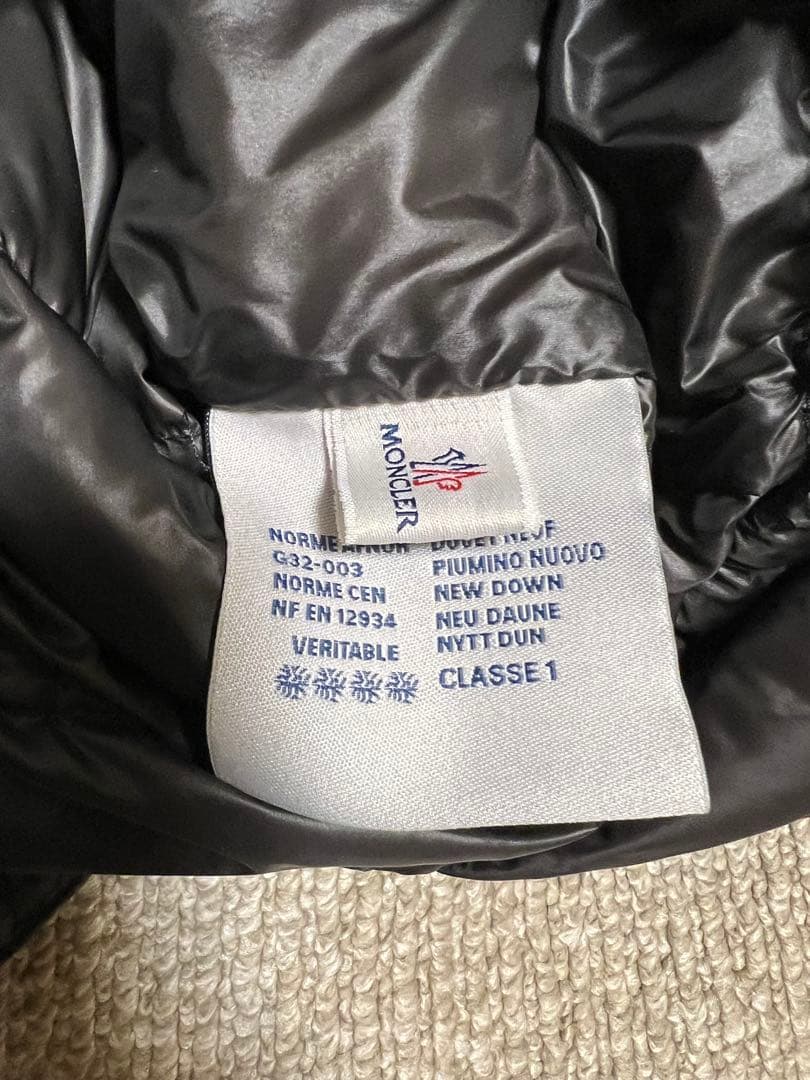 MONCLER
NORME AFNOR
G32-003
NORME CEN
NF EN 12934
VERITABLE
DUVET NEUF
PIUMINO NUOVO
NEW DOWN
NEU DAUNE
NYTT DUN
CLASSE 1